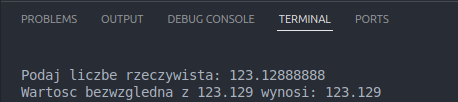 PROBLEMS OUTPUT DEBUG CONSOLE TERMINAL PORTS
Podaj liczbe rzeczywista: 123.12888888
Wartosc bezwzgledna z 123.129 wynosi: 123.129